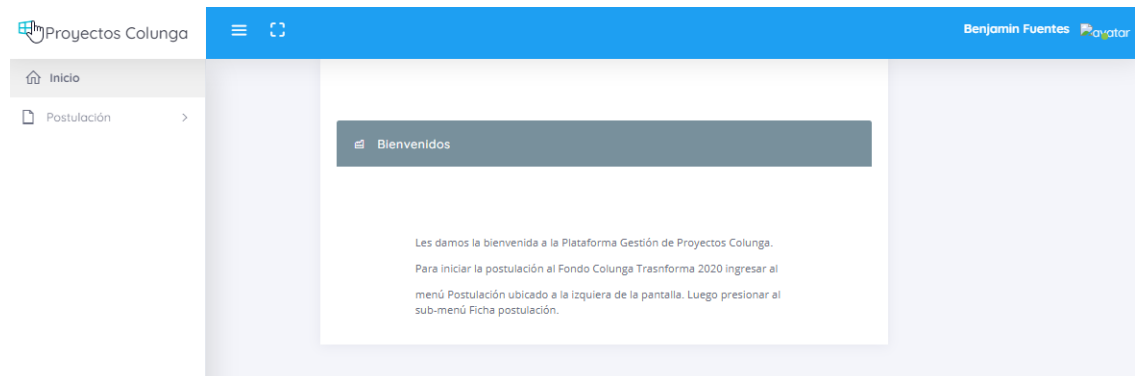 Proyectos Colunga
Benjamin Fuentes avatar
Inicio
Postulación
Bienvenidos
Les damos la bienvenida a la Plataforma Gestión de Proyectos Colunga.
Para iniciar la postulación al Fondo Colunga Trasnforma 2020 ingresar al
menú Postulación ubicado a la izquiera de la pantalla. Luego presionar al
sub-menú Ficha postulación.